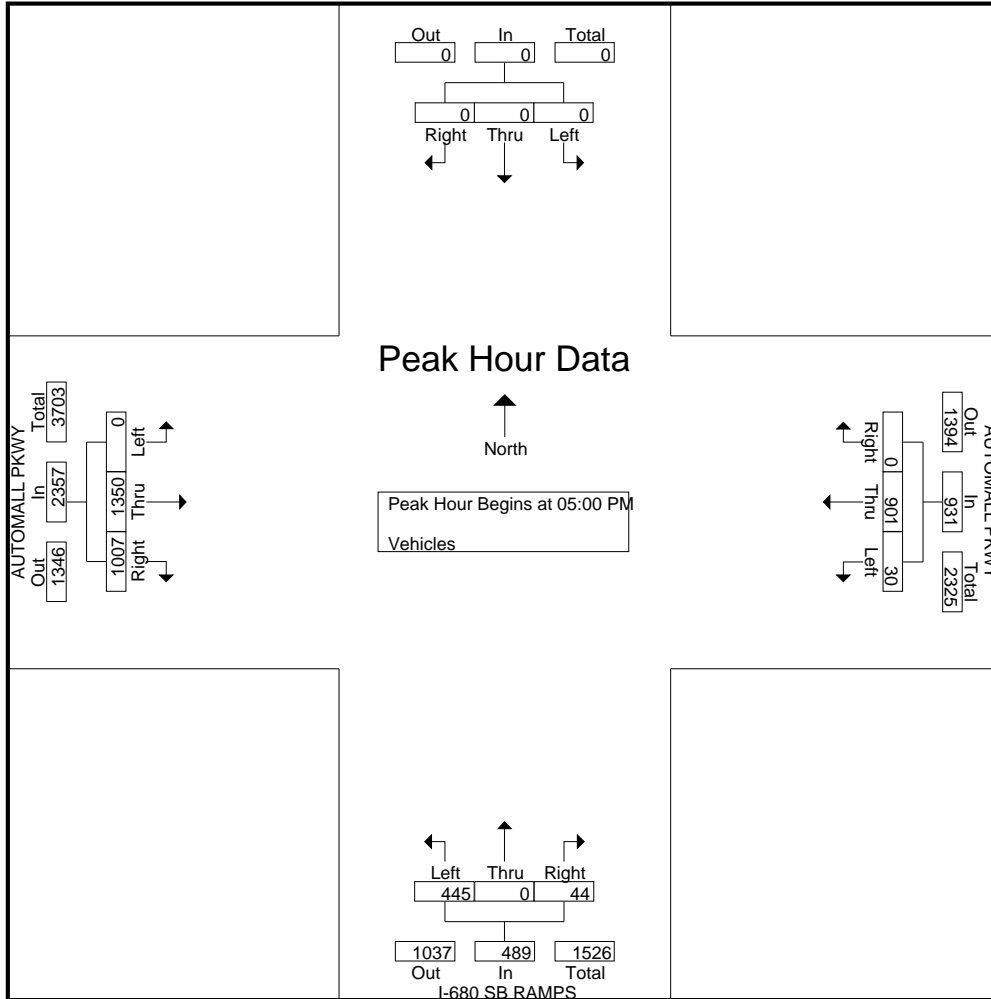 Out In Total
0 0 0
0 0 0
Right Thru Left
Peak Hour Data
North
Peak Hour Begins at 05:00 PM
Vehicles
AUTOMALL PKWY
Out In Total
1346 2357 3703
1007 1350 0
Right Thru Left
AUTOMALL PKWY
Out In Total
1394 931 2325
0 901 30
Right Thru Left
Left Thru Right
445 0 44
1037 489 1526
Out In Total
I-680 SB RAMPS